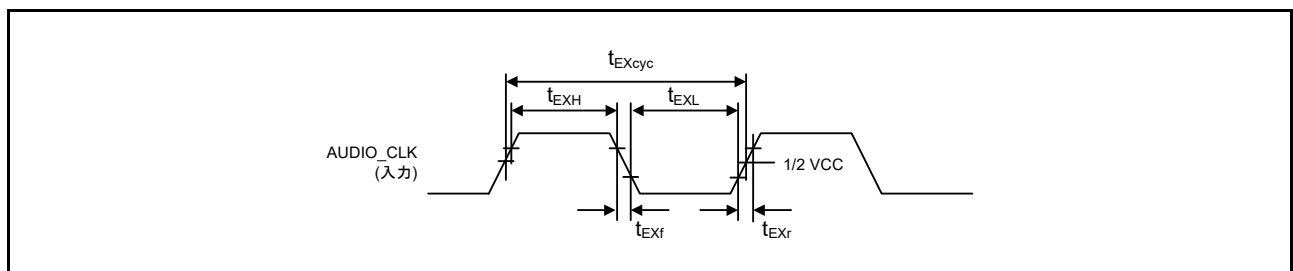 tEXcyc
tEXH
tEXL
AUDIO_CLK
(入力)
1/2 VCC
tEXf
tEXr